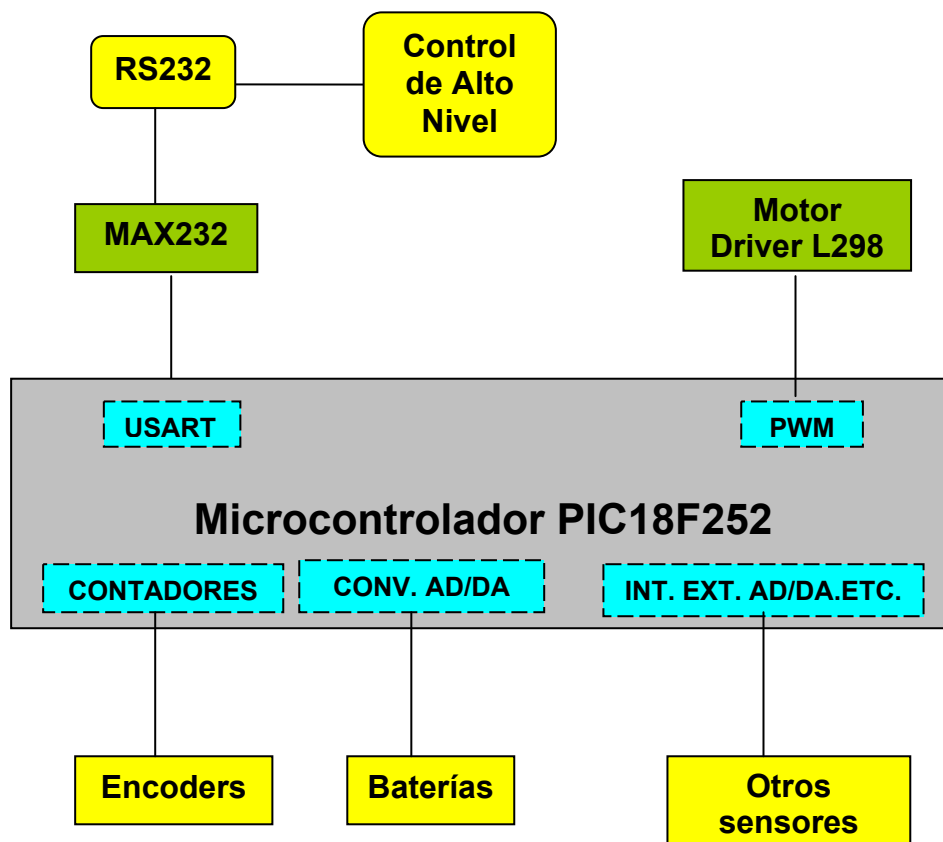 RS232
Control
de Alto
Nivel
MAX232
Motor
Driver L298
USART
PWM
Microcontrolador PIC18F252
CONTADORES
CONV. AD/DA
INT. EXT. AD/DA.ETC.
Encoders
Baterías
Otros
sensores